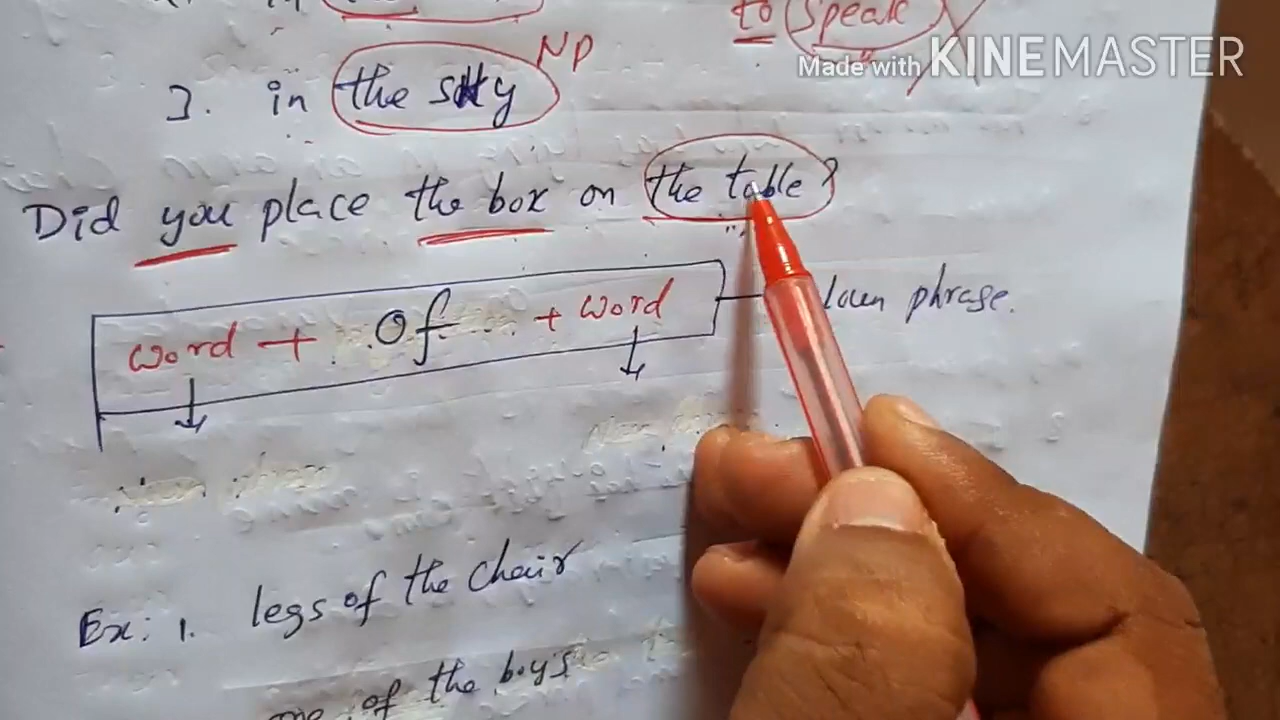 to speak
Made with KINEMASTER
NP
3. in the sky
Did you place the box on the table?
word + Of + word
phrase.
Ex: 1. legs of the chair
one of the boys